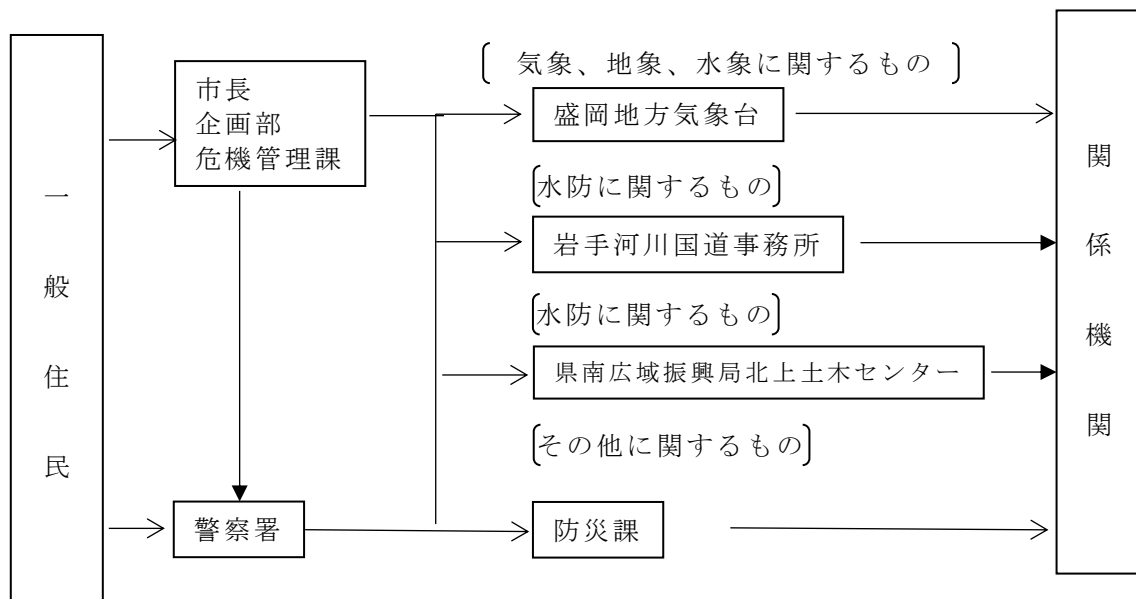 一般住民
市長
企画部
危機管理課
警察署
〔気象、地象、水象に関するもの〕
盛岡地方気象台
〔水防に関するもの〕
岩手河川国道事務所
〔水防に関するもの〕
県南広域振興局北上土木センター
〔その他に関するもの〕
防災課
関係機関